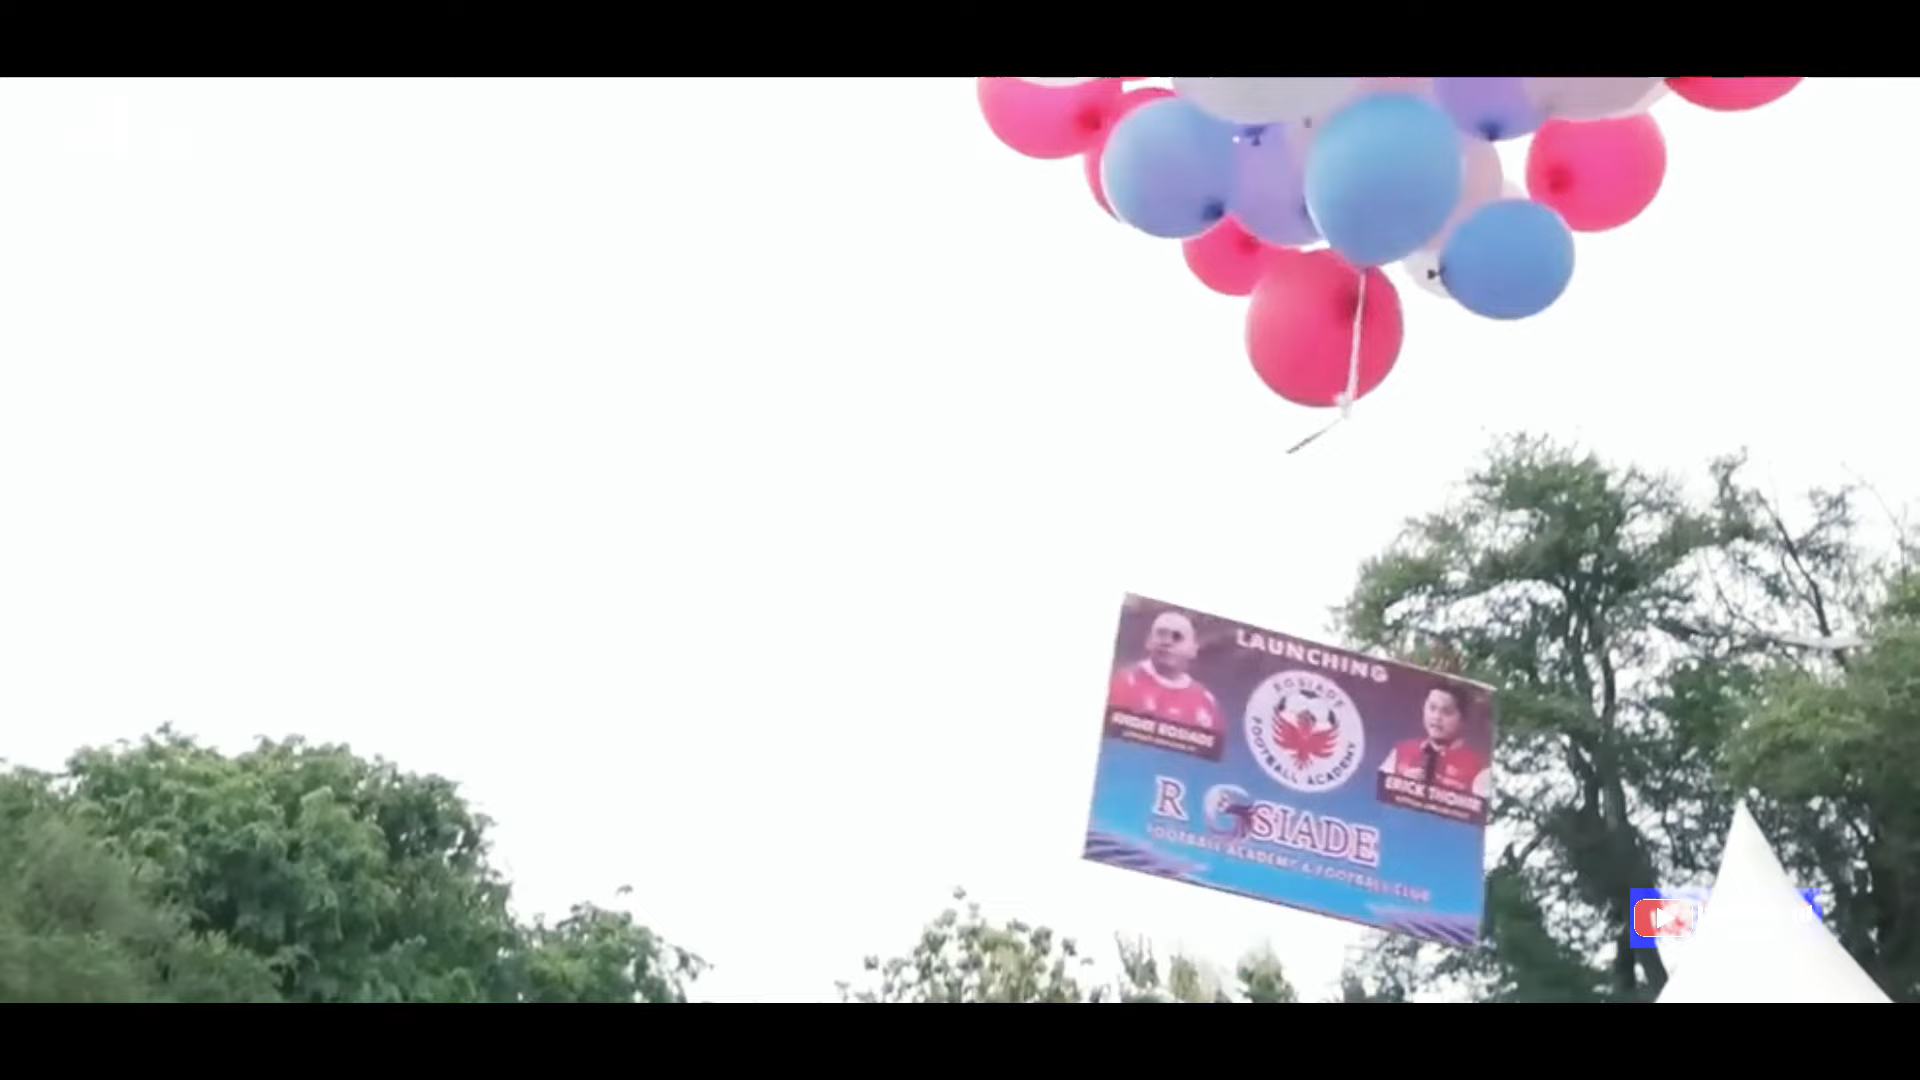 LAUNCHING
ROSIADE
FOOTBALL ACADEMY
ANDRE ROSIADE
ERICK THOHIR
R SIADE
FOOTBALL ACADEMY & FOOTBALL CLUB